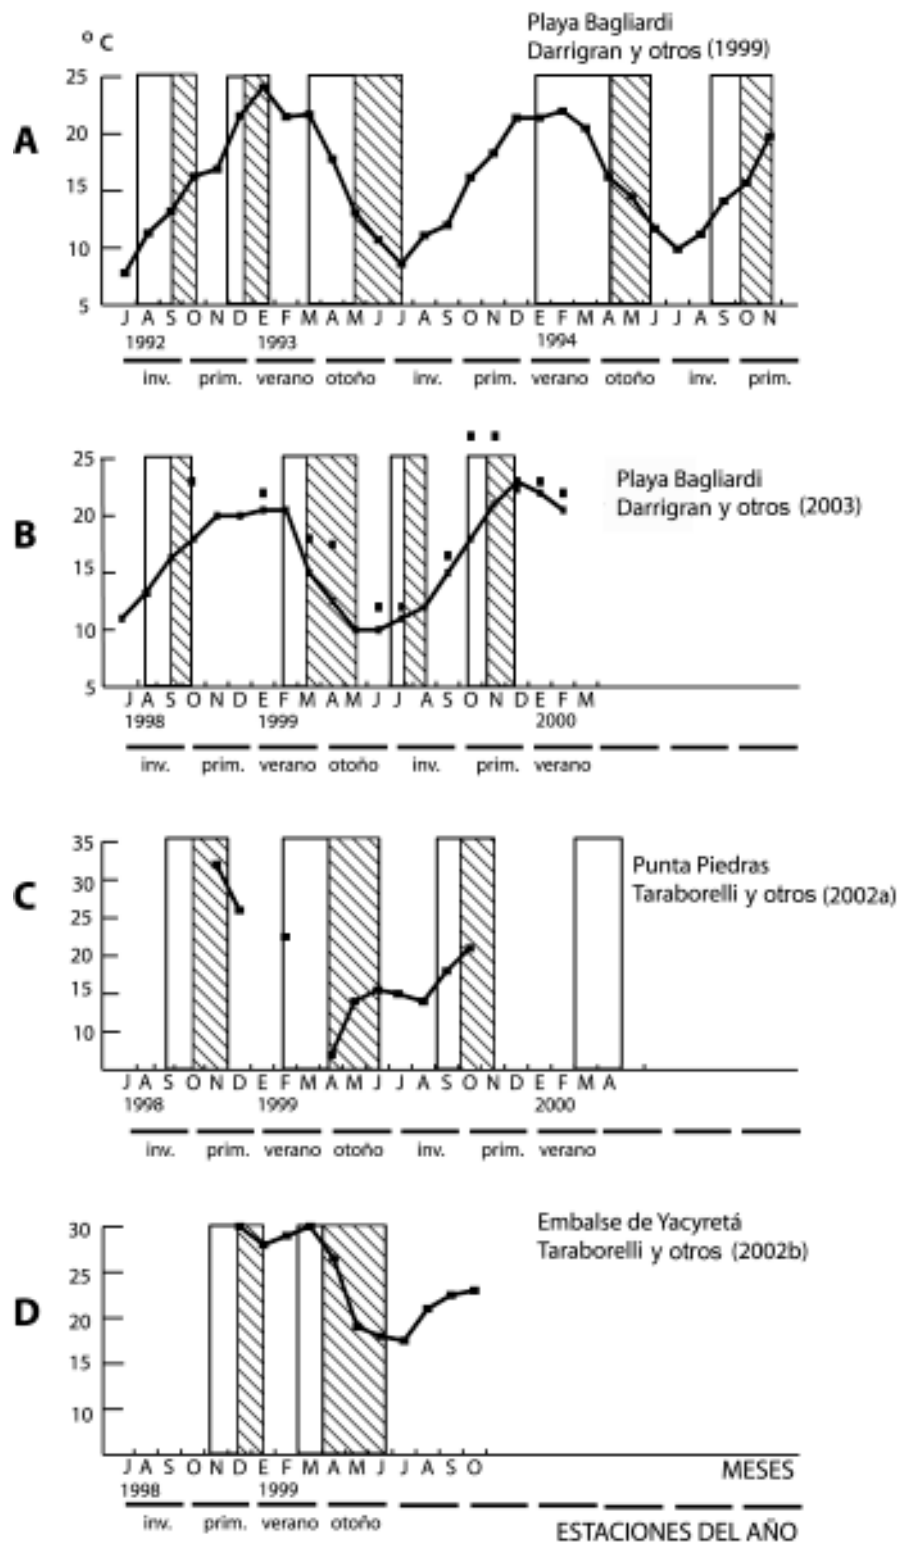 Playa Bagliardi
Darrigran y otros (1999)
º C
A
25
20
15
10
5
J A S O N D E F M A M J J A S O N D E F M A M J J A S O N
1992 1993 1994
inv. prim. verano otoño inv. prim. verano otoño inv. prim.
B
Playa Bagliardi
Darrigran y otros (2003)
25
20
15
10
5
J A S O N D E F M A M J J A S O N D E F M
1998 1999 2000
inv. prim. verano otoño inv. prim. verano
C
Punta Piedras
Taraborelli y otros (2002a)
35
30
25
20
15
10
J A S O N D E F M A M J J A S O N D E F M A
1998 1999 2000
inv. prim. verano otoño inv. prim. verano
D
Embalse de Yacyretá
Taraborelli y otros (2002b)
30
25
20
15
10
J A S O N D E F M A M J J A S O MESES
1998 1999
inv. prim. verano otoño
ESTACIONES DEL AÑO